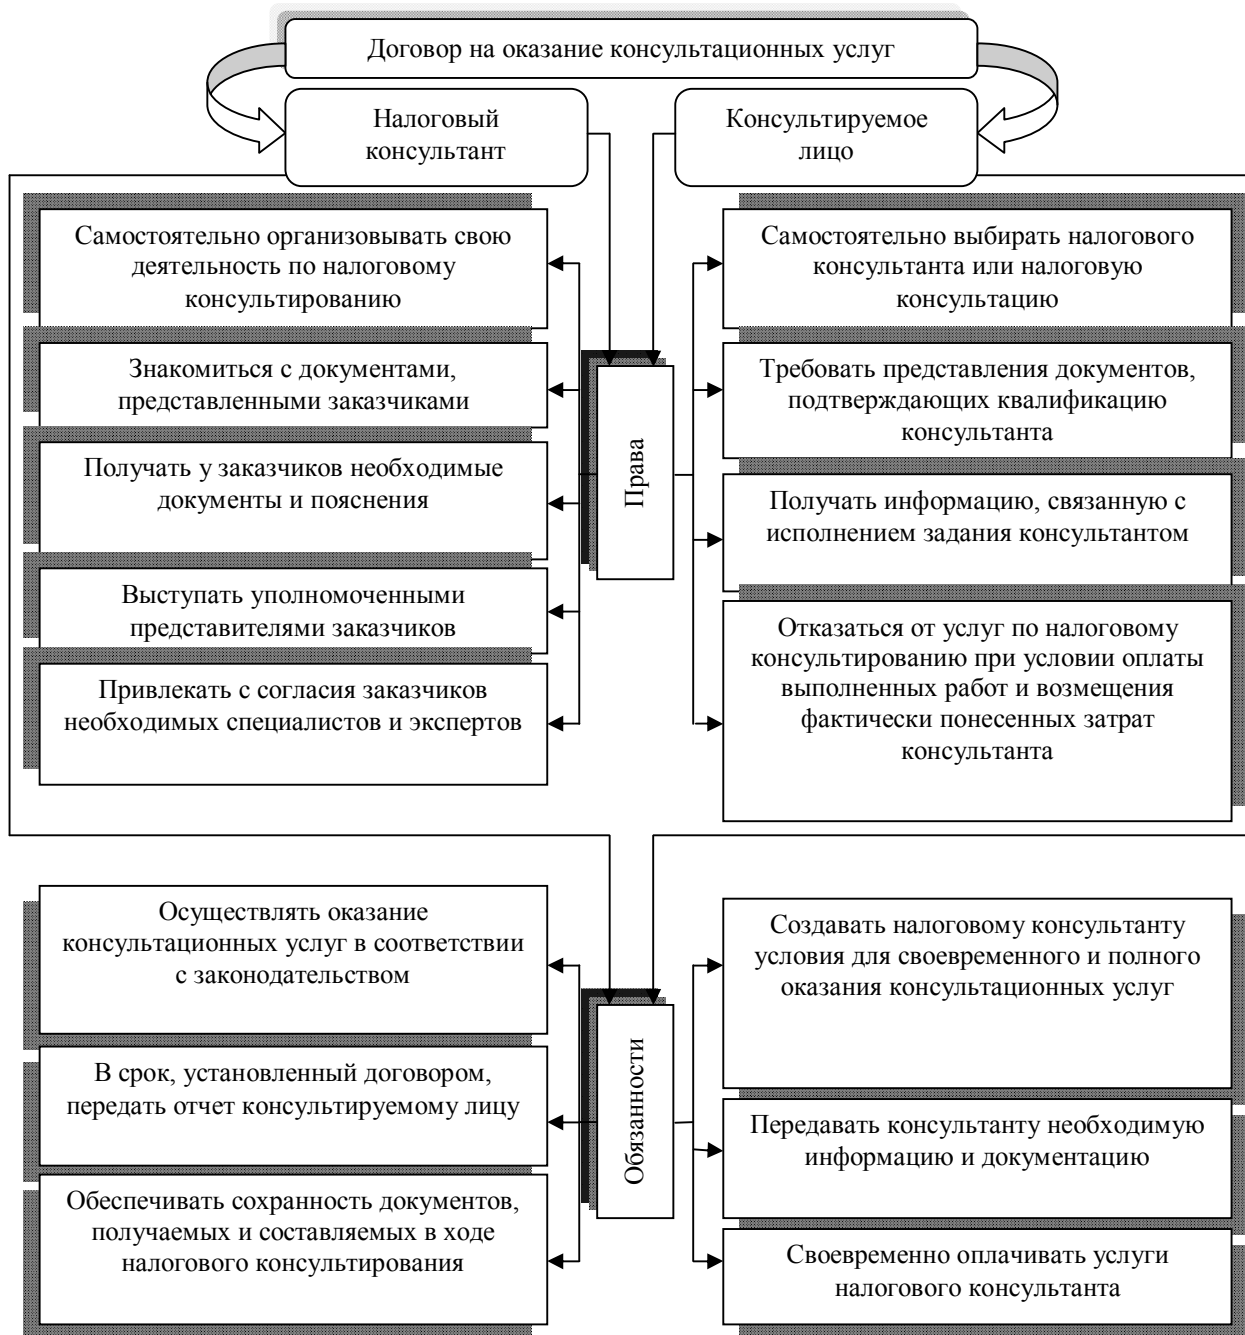 Договор на оказание консультационных услуг
Налоговый
консультант
Консультируемое
лицо
Самостоятельно организовывать свою
деятельность по налоговому
консультированию
Знакомиться с документами,
представленными заказчиками
Получать у заказчиков необходимые
документы и пояснения
Выступать уполномоченными
представителями заказчиков
Привлекать с согласия заказчиков
необходимых специалистов и экспертов
Права
Самостоятельно выбирать налогового
консультанта или налоговую
консультацию
Требовать представления документов,
подтверждающих квалификацию
консультанта
Получать информацию, связанную с
исполнением задания консультантом
Отказаться от услуг по налоговому
консультированию при условии оплаты
выполненных работ и возмещения
фактически понесенных затрат
консультанта
Осуществлять оказание
консультационных услуг в соответствии
с законодательством
В срок, установленный договором,
передать отчет консультируемому лицу
Обеспечивать сохранность документов,
получаемых и составляемых в ходе
налогового консультирования
Обязанности
Создавать налоговому консультанту
условия для своевременного и полного
оказания консультационных услуг
Передавать консультанту необходимую
информацию и документацию
Своевременно оплачивать услуги
налогового консультанта